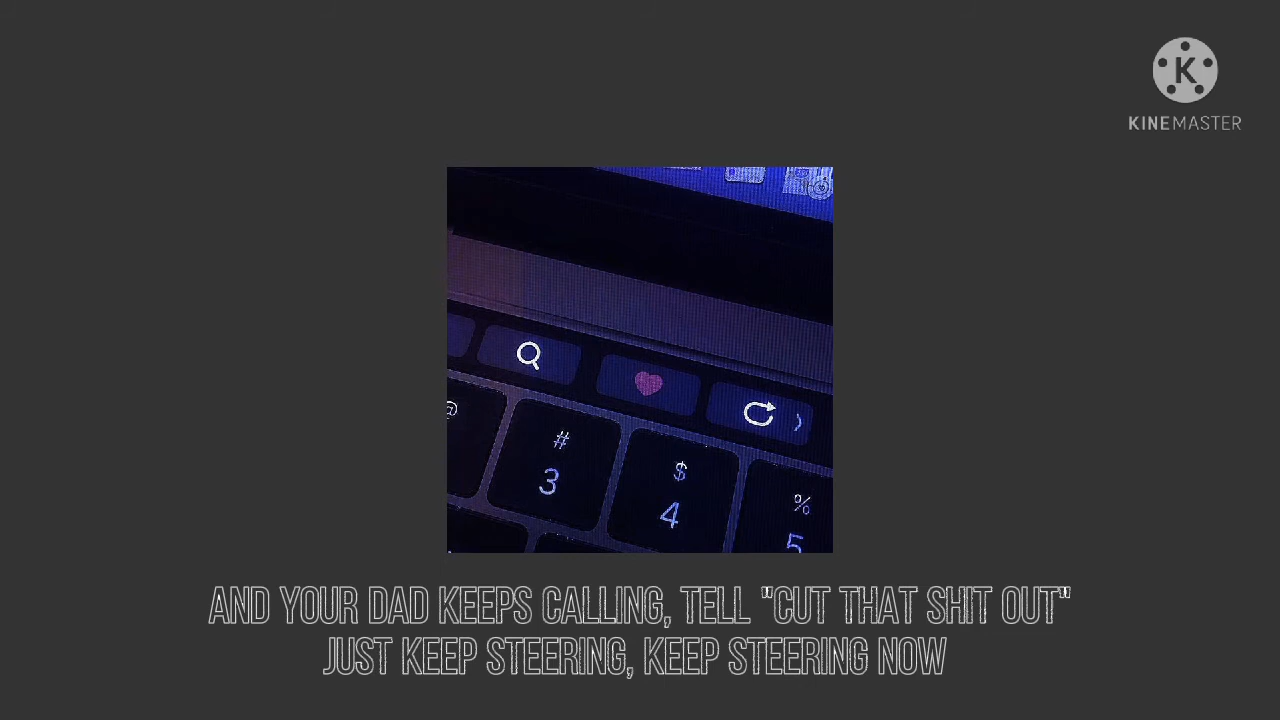 KINEMASTER
@
#
3
$
4
%
5
AND YOUR DAD KEEPS CALLING, TELL "CUT THAT SHIT OUT"
JUST KEEP STEERING, KEEP STEERING NOW